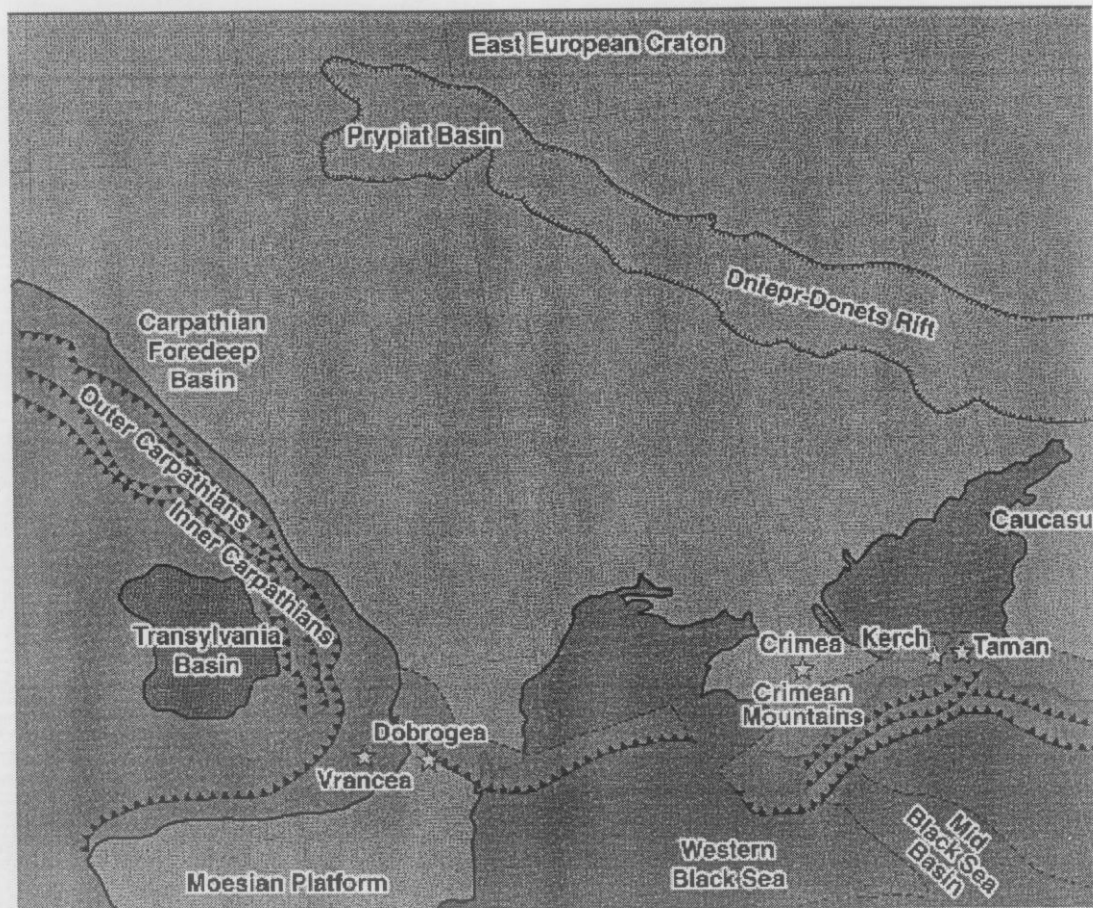 East European Craton
Prypiat Basin
Dniepr-Donets Rift
Carpathian
Foredeep
Basin
Outer Carpathians
Inner Carpathians
Caucasu
Transylvania
Basin
Crimea
Kerch
Taman
Crimean
Mountains
Dobrogea
Vrancea
Mid
Black Sea
Basin
Western
Black Sea
Moesian Platform